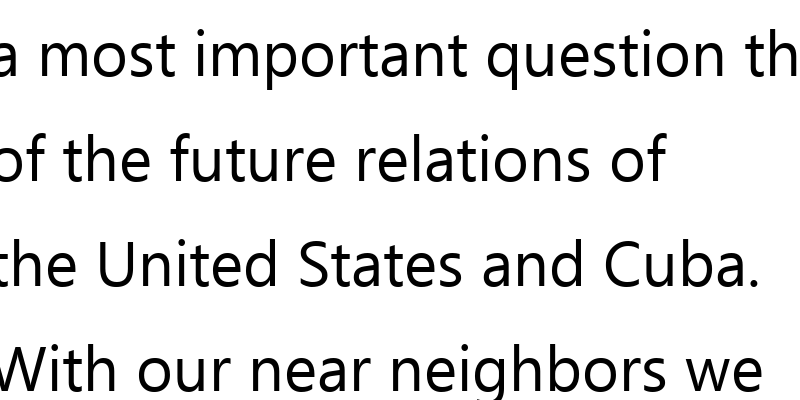 a most important question th
of the future relations of
the United States and Cuba.
With our near neighbors we